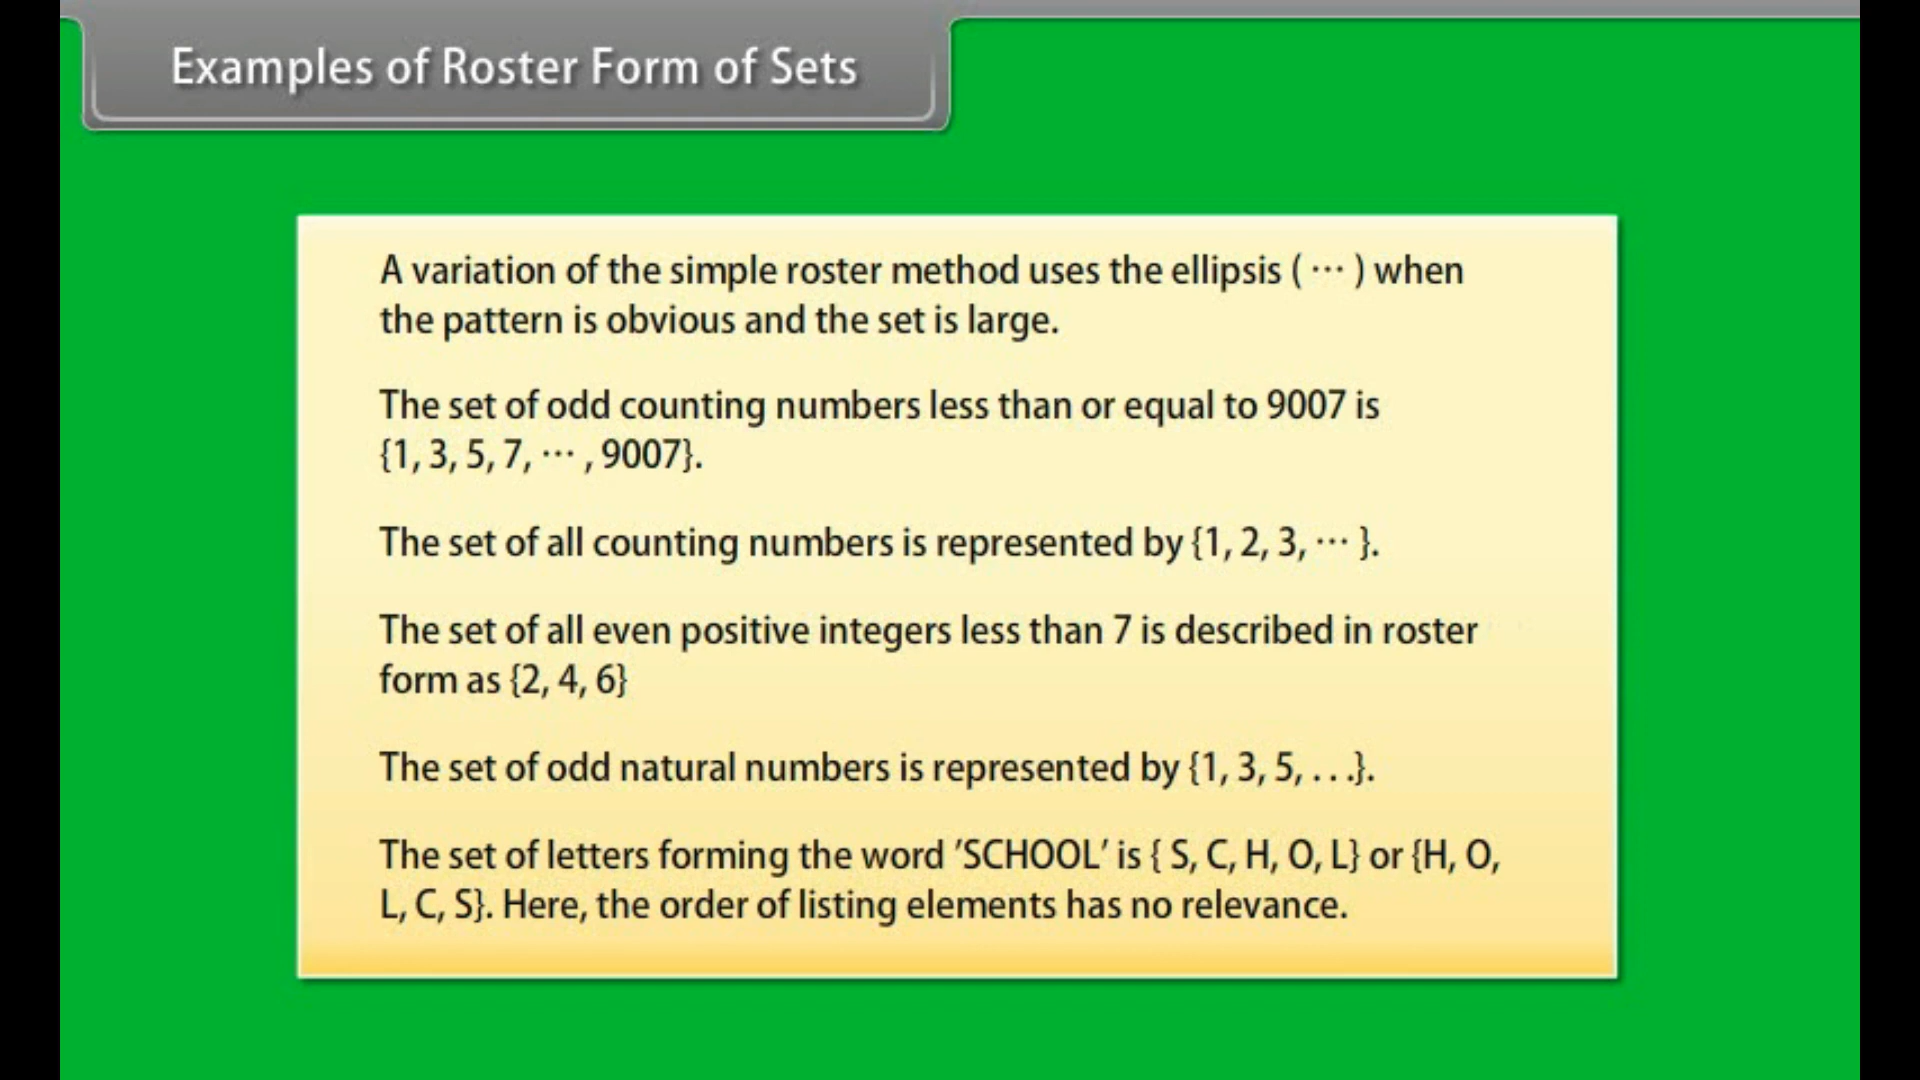 Examples of Roster Form of Sets
A variation of the simple roster method uses the ellipsis ( ⋯ ) when
the pattern is obvious and the set is large.
The set of odd counting numbers less than or equal to 9007 is
{1, 3, 5, 7, ⋯ , 9007}.
The set of all counting numbers is represented by {1, 2, 3, ⋯ }.
The set of all even positive integers less than 7 is described in roster
form as {2, 4, 6}
The set of odd natural numbers is represented by {1, 3, 5, . . .}.
The set of letters forming the word ′SCHOOL′ is { S, C, H, O, L} or {H, O,
L, C, S}. Here, the order of listing elements has no relevance.